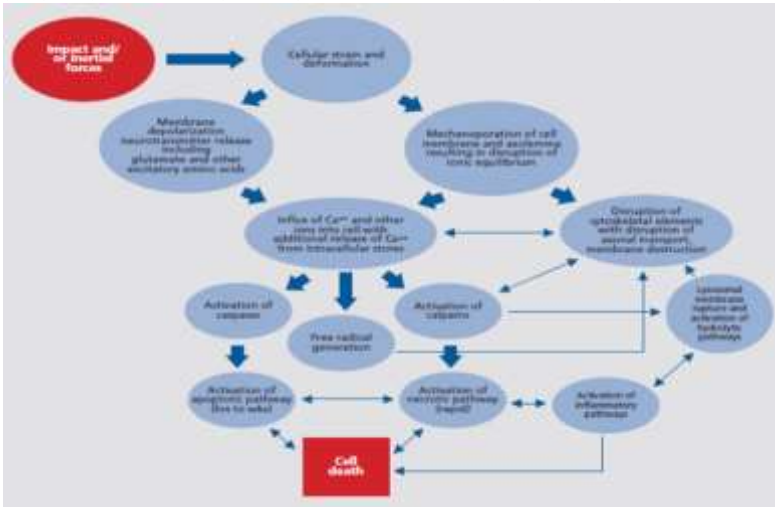 Impact and/
or inertial
forces
Cellular strain and
deformation
Membrane
depolarization,
neurotransmitter release
including
glutamate and other
excitatory amino acids
Mechanoporation of cell
membrane and axolemma
resulting in disruption of
ionic equilibrium
Influx of Ca++ and other
ions into cell with
additional release of Ca++
from intracellular stores
Disruption of
cytoskeletal elements
with disruption of
axonal transport,
membrane destruction
Activation of
caspases
Free radical
generation
Activation of
calpains
Lysosomal
membrane
rupture and
activation of
hydrolytic
pathways
Activation of
apoptotic pathway
(hrs to wks)
Activation of
necrotic pathway
(rapid)
Activation of
inflammatory
pathways
Cell
death